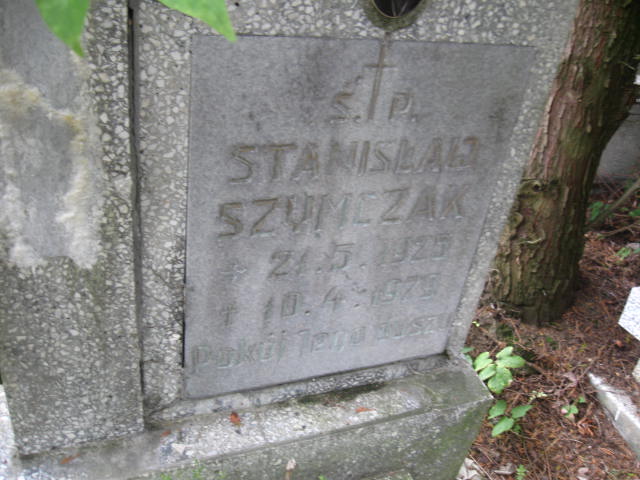 Ś. P.
STANISŁAW
SZYMCZAK
* 21. 5. 1925
+ 10. 4. 1979
Pokój Jego Duszy